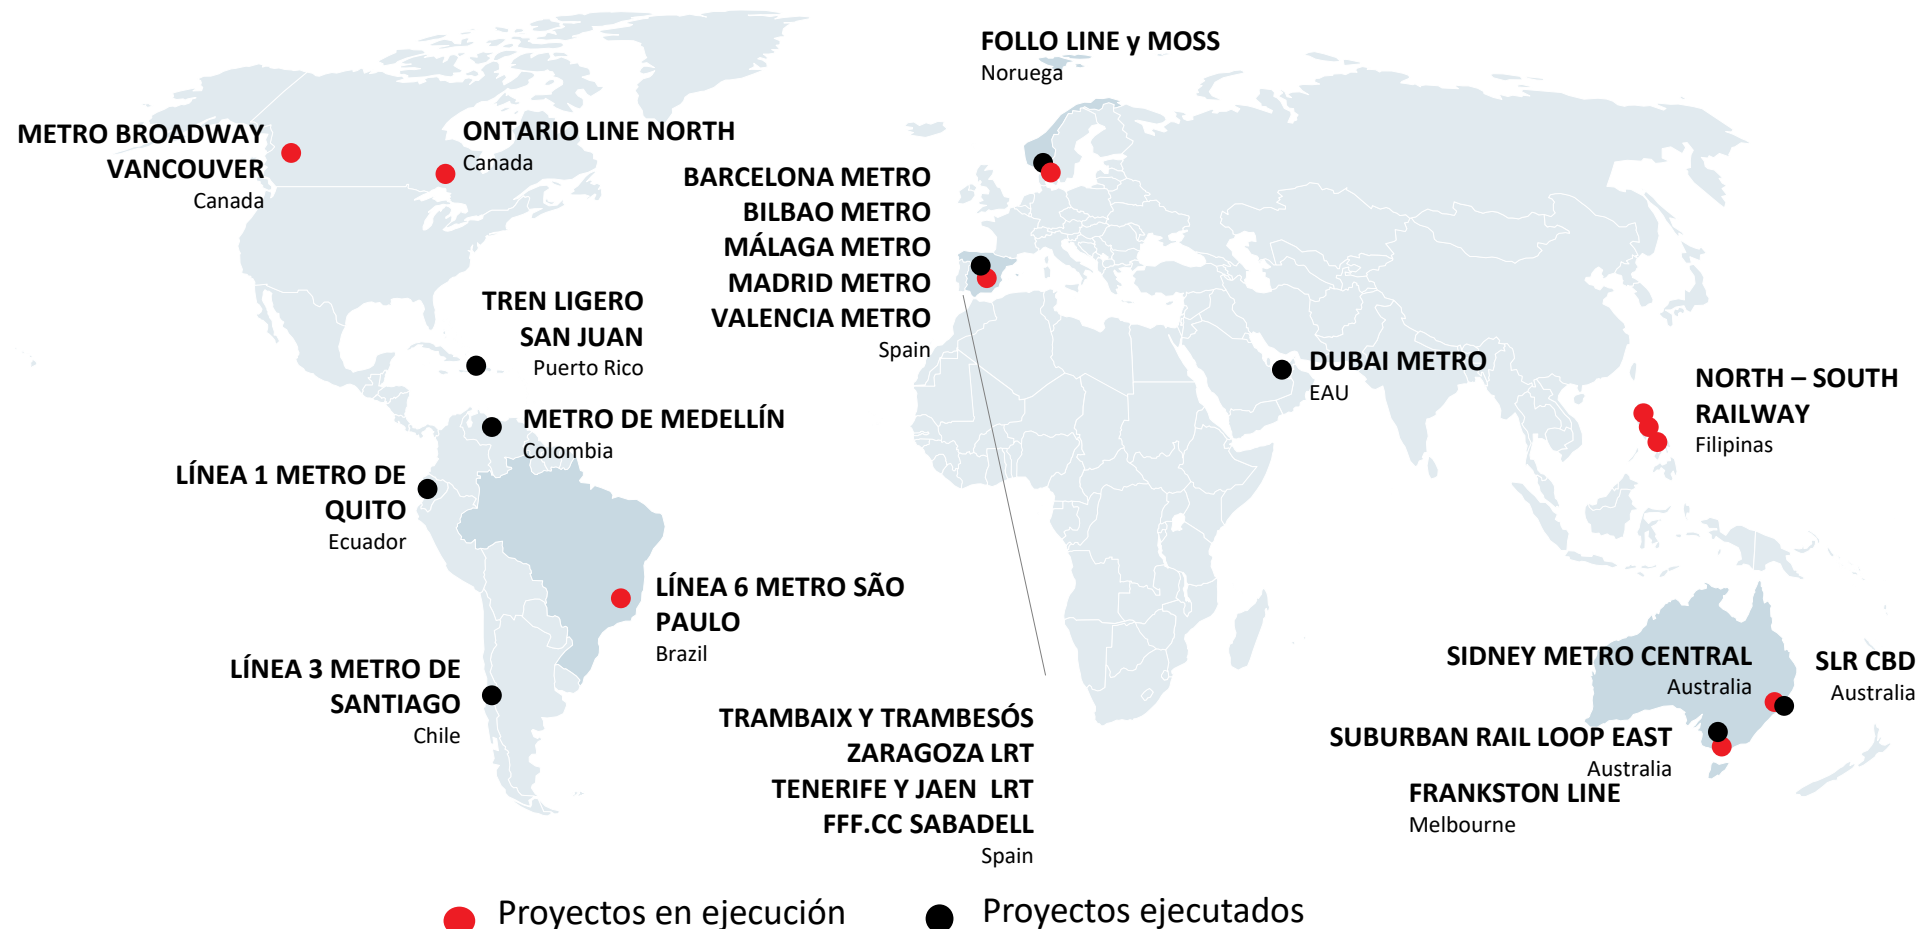 FOLLO LINE y MOSS
Noruega
METRO BROADWAY
VANCOUVER
Canada
ONTARIO LINE NORTH
Canada
BARCELONA METRO
BILBAO METRO
MÁLAGA METRO
MADRID METRO
VALENCIA METRO
Spain
TREN LIGERO
SAN JUAN
Puerto Rico
DUBAI METRO
EAU
NORTH – SOUTH
RAILWAY
Filipinas
METRO DE MEDELLÍN
Colombia
LÍNEA 1 METRO DE
QUITO
Ecuador
LÍNEA 6 METRO SÃO
PAULO
Brazil
LÍNEA 3 METRO DE
SANTIAGO
Chile
SIDNEY METRO CENTRAL
Australia
SLR CBD
Australia
TRAMBAIX Y TRAMBESÓS
ZARAGOZA LRT
TENERIFE Y JAEN  LRT
FFF.CC SABADELL
Spain
SUBURBAN RAIL LOOP EAST
Australia
FRANKSTON LINE
Melbourne
Proyectos en ejecución
Proyectos ejecutados